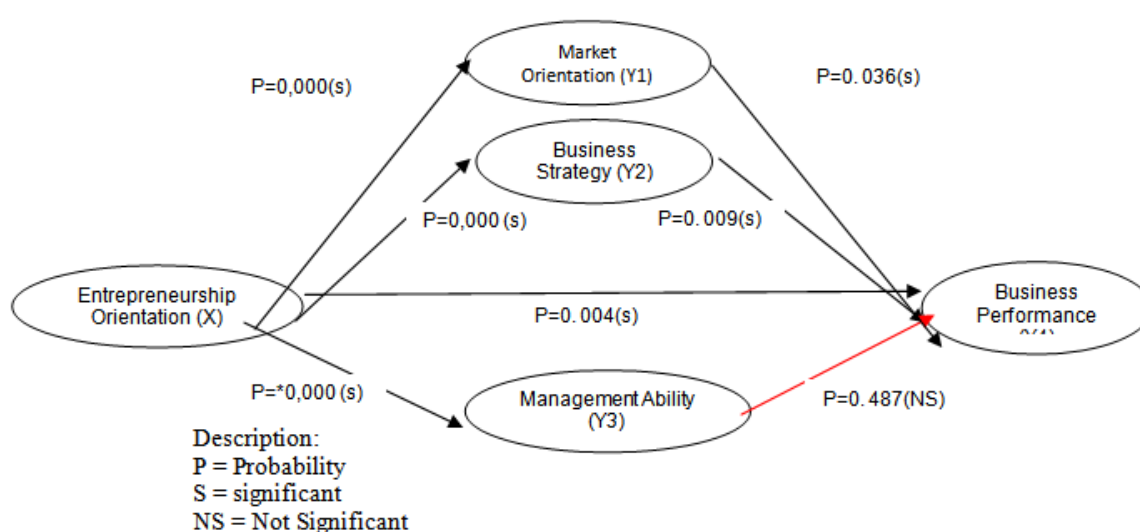 Market
Orientation (Y1)
P=0,000(s)
P=0.036(s)
Business
Strategy (Y2)
P=0,000 (s)
P=0.009(s)
Entrepreneurship
Orientation (X)
Business
Performance
P=0.004(s)
P=*0,000 (s)
Management Ability
(Y3)
P=0.487(NS)
Description:
P = Probability
S = significant
NS = Not Significant